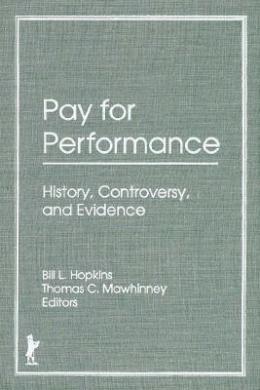 Pay for
Performance
History, Controversy,
and Evidence
Bill L. Hopkins
Thomas C. Mawhinney
Editors